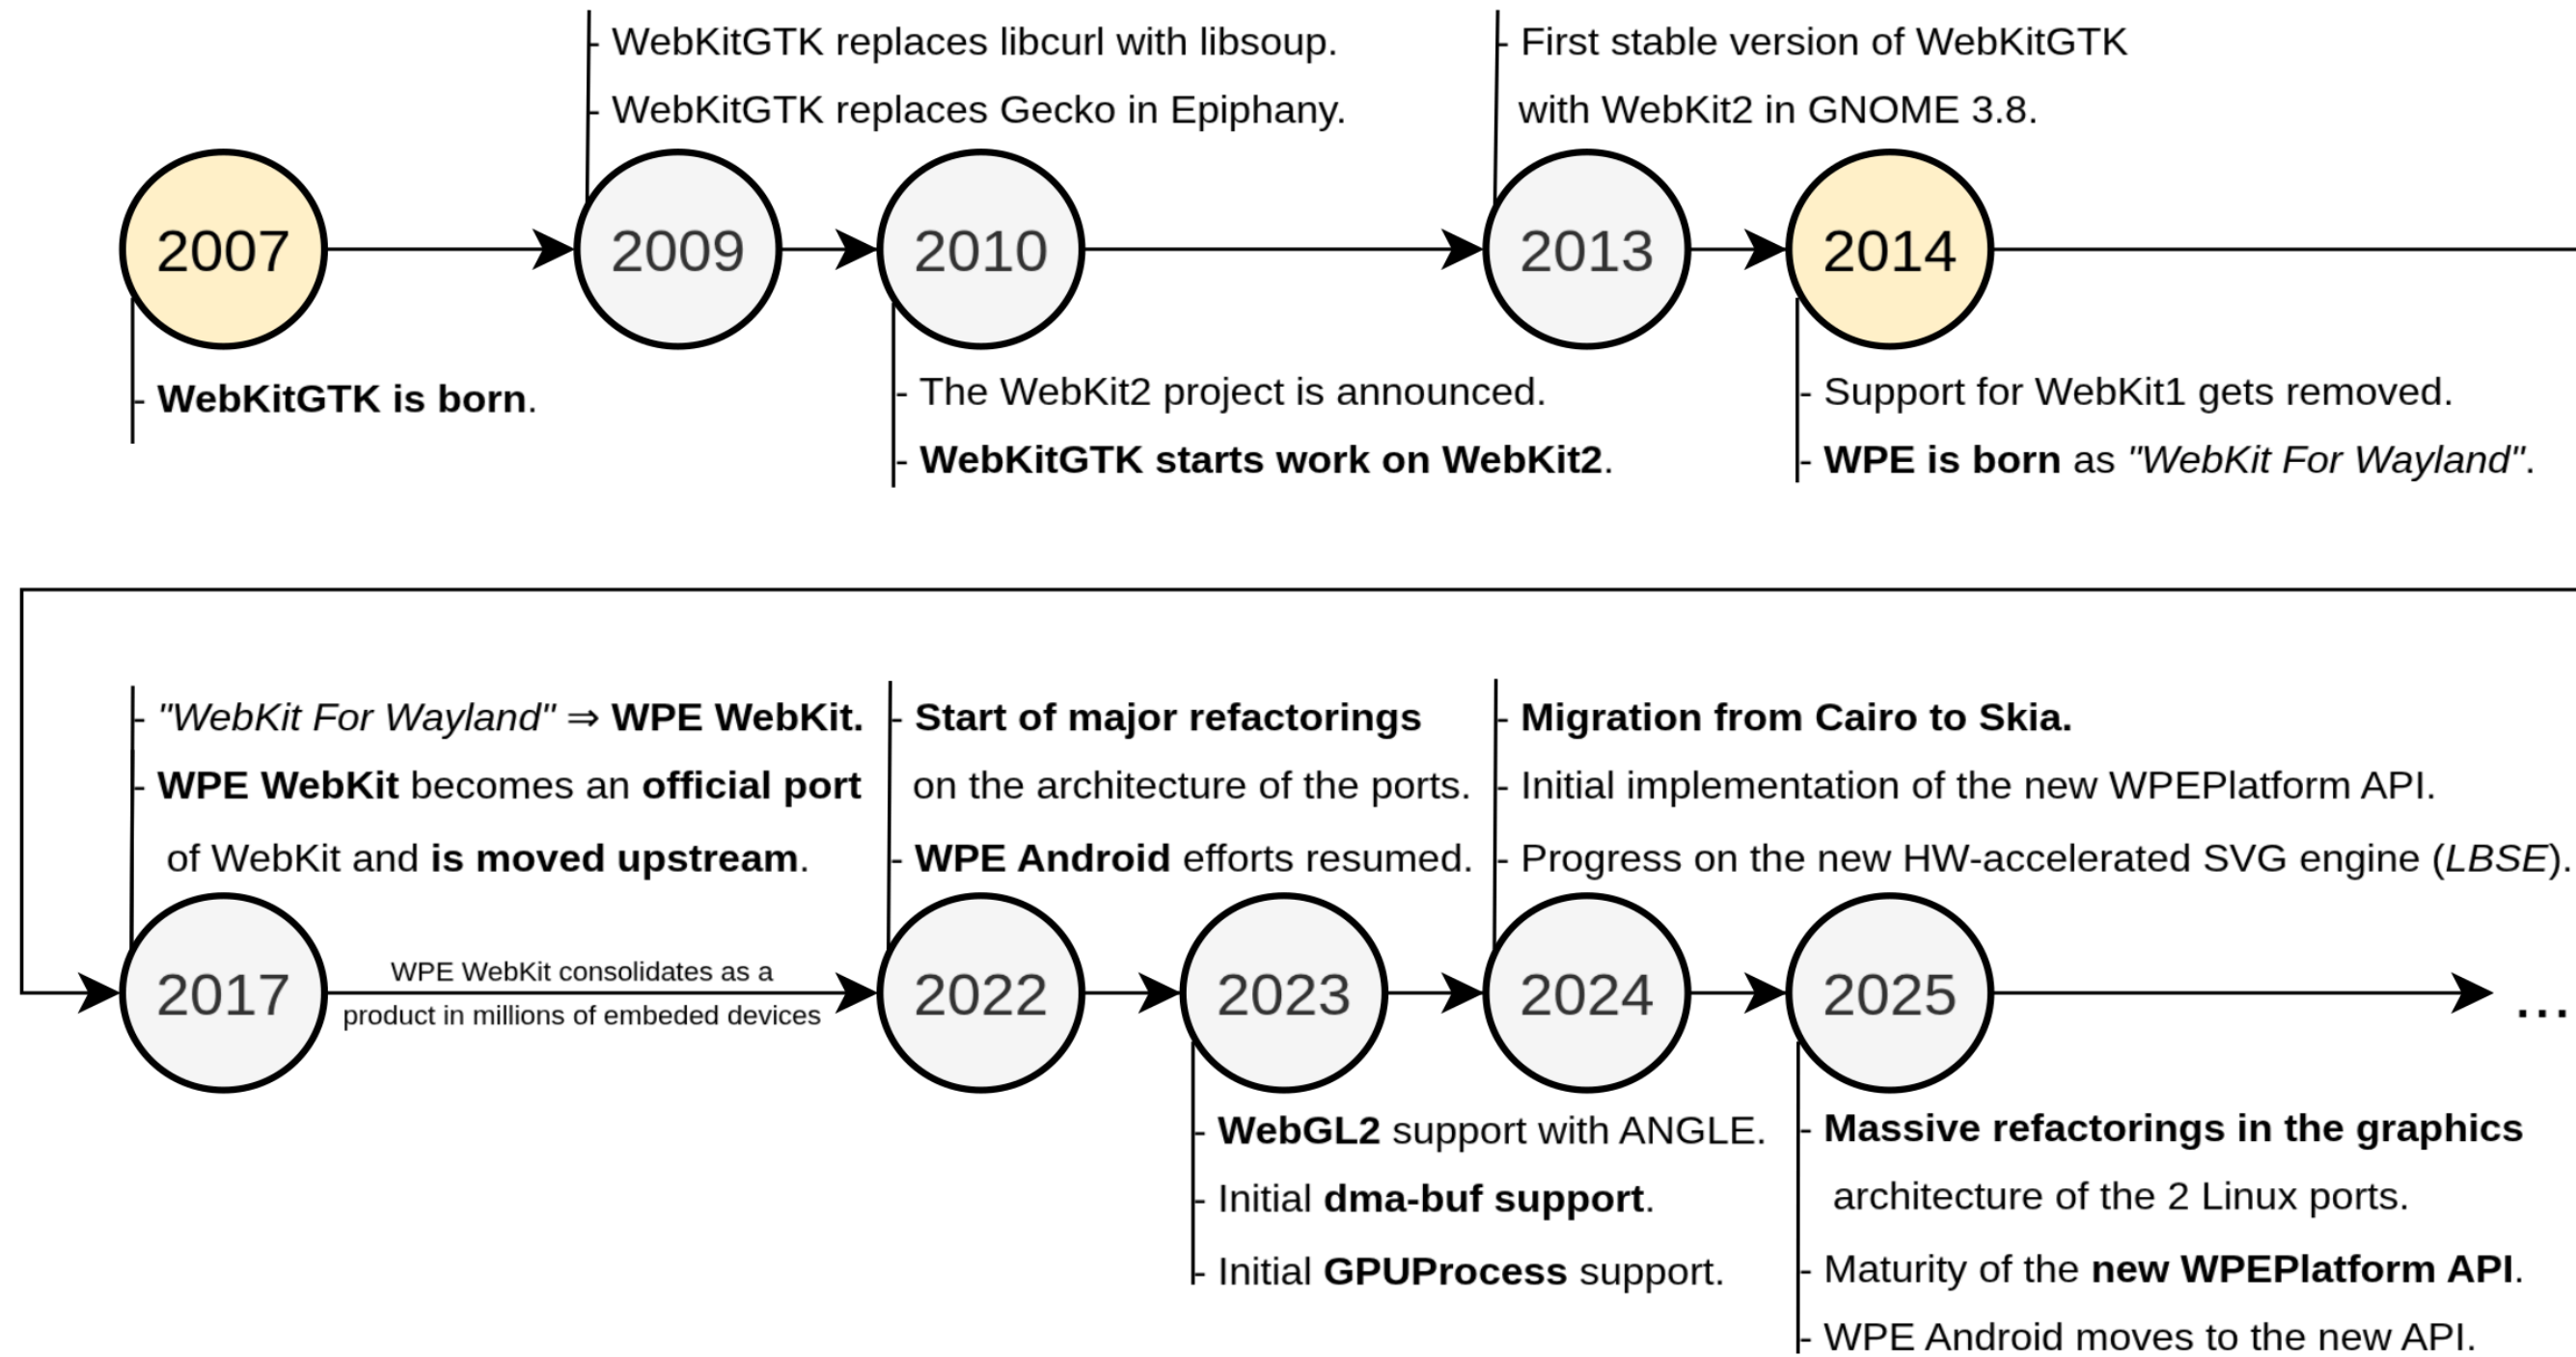 - WebKitGTK replaces libcurl with libsoup.
- WebKitGTK replaces Gecko in Epiphany.
- First stable version of WebKitGTK
with WebKit2 in GNOME 3.8.
2007
2009
2010
2013
2014
- WebKitGTK is born.
- The WebKit2 project is announced.
- WebKitGTK starts work on WebKit2.
- Support for WebKit1 gets removed.
- WPE is born as "WebKit For Wayland".
- "WebKit For Wayland" ⇒ WPE WebKit.
- WPE WebKit becomes an official port
of WebKit and is moved upstream.
- Start of major refactorings
on the architecture of the ports.
- WPE Android efforts resumed.
- Migration from Cairo to Skia.
- Initial implementation of the new WPEPlatform API.
- Progress on the new HW-accelerated SVG engine (LBSE).
2017
WPE WebKit consolidates as a
product in millions of embeded devices
2022
2023
2024
2025
...
- WebGL2 support with ANGLE.
- Initial dma-buf support.
- Initial GPUProcess support.
- Massive refactorings in the graphics
architecture of the 2 Linux ports.
- Maturity of the new WPEPlatform API.
- WPE Android moves to the new API.